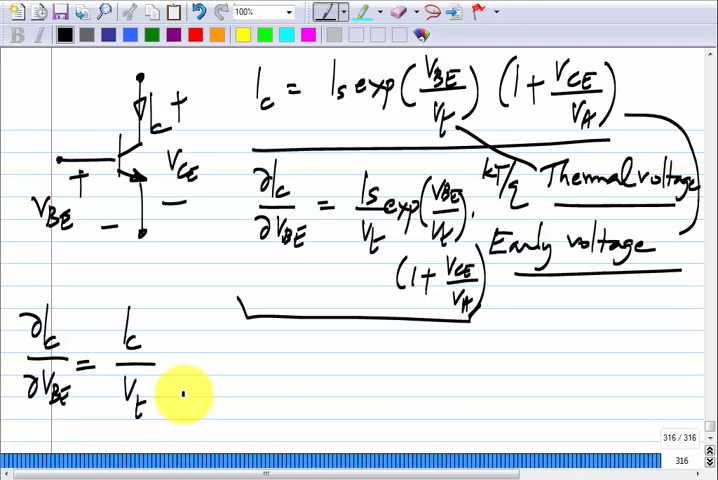 100%
B I
I_c = I_s exp(V_BE/V_t) (1 + V_CE/V_A)
I_c +
V_CE
+
V_BE − −
∂I_c/∂V_BE = I_s/V_t exp(V_BE/V_t) . (1 + V_CE/V_A)
kT/q Thermal voltage
Early voltage
∂I_c/∂V_BE = I_c/V_t
316 / 316
316